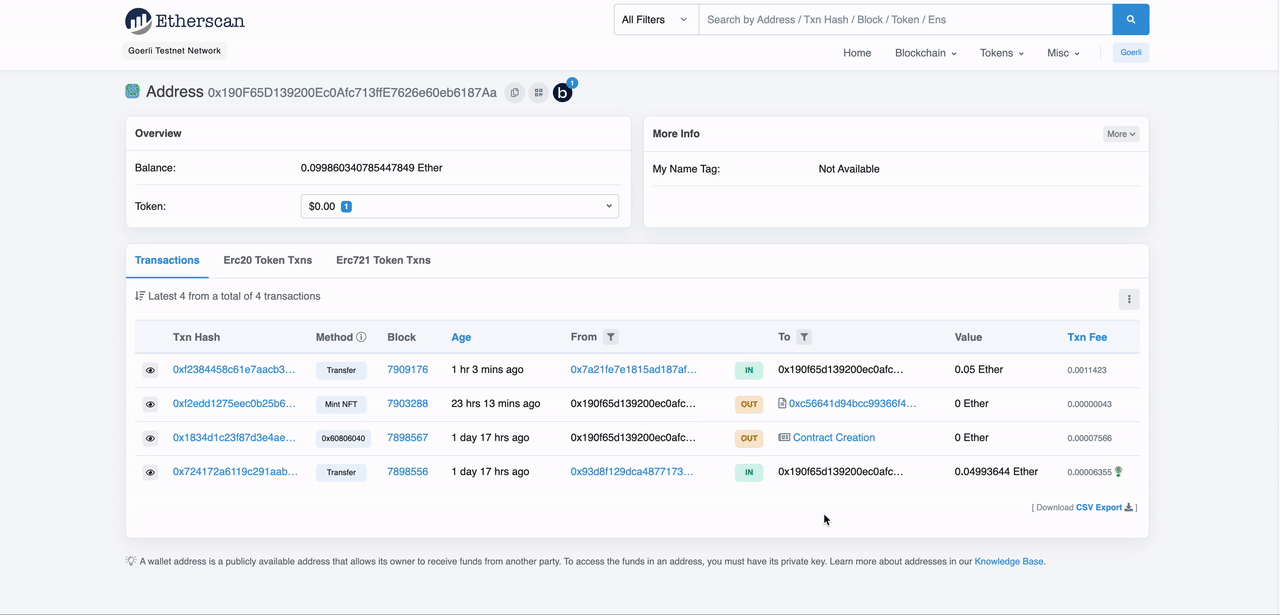 Etherscan
All Filters Search by Address / Txn Hash / Block / Token / Ens
Goerli Testnet Network
Home Blockchain Tokens Misc Goerli
Address 0x190F65D139200Ec0Afc713ffE7626e60eb6187Aa b 1
Overview
Balance: 0.099860340785447849 Ether
Token: $0.00 1
More Info More
My Name Tag: Not Available
Transactions Erc20 Token Txns Erc721 Token Txns
Latest 4 from a total of 4 transactions
Txn Hash Method Block Age From To Value Txn Fee
0xf2384458c61e7aacb3... Transfer 7909176 1 hr 3 mins ago 0x7a21fe7e1815ad187af... IN 0x190f65d139200ec0afc... 0.05 Ether 0.0011423
0xf2edd1275eec0b25b6... Mint NFT 7903288 23 hrs 13 mins ago 0x190f65d139200ec0afc... OUT 0xc56641d94bcc99366f4... 0 Ether 0.00000043
0x1834d1c23f87d3e4ae... 0x60806040 7898567 1 day 17 hrs ago 0x190f65d139200ec0afc... OUT Contract Creation 0 Ether 0.00007566
0x724172a6119c291aab... Transfer 7898556 1 day 17 hrs ago 0x93d8f129dca4877173... IN 0x190f65d139200ec0afc... 0.04993644 Ether 0.00006355
[ Download CSV Export ]
A wallet address is a publicly available address that allows its owner to receive funds from another party. To access the funds in an address, you must have its private key. Learn more about addresses in our Knowledge Base.